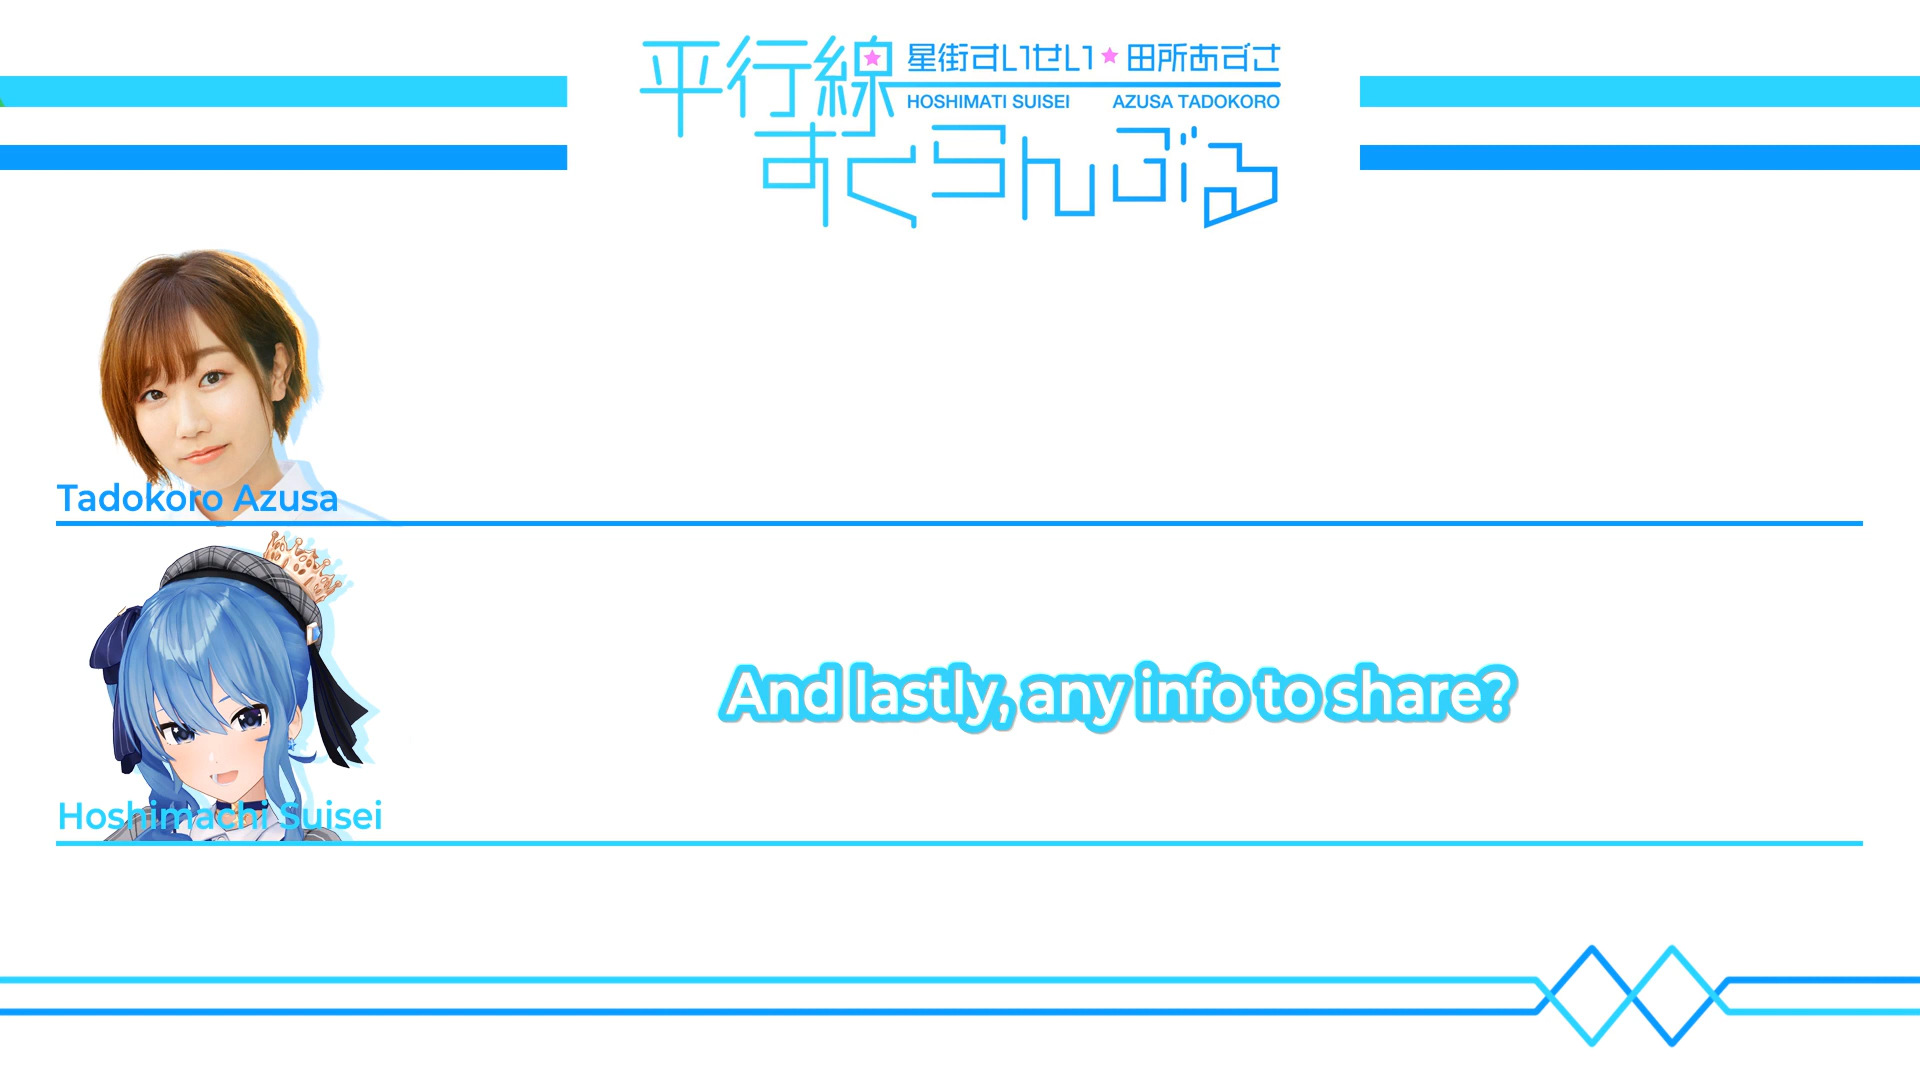 平行線
星街すいせい★田所あずさ
HOSHIMATI SUISEI AZUSA TADOKORO
すくらんぶる
Tadokoro Azusa
And lastly, any info to share?
Hoshimachi Suisei